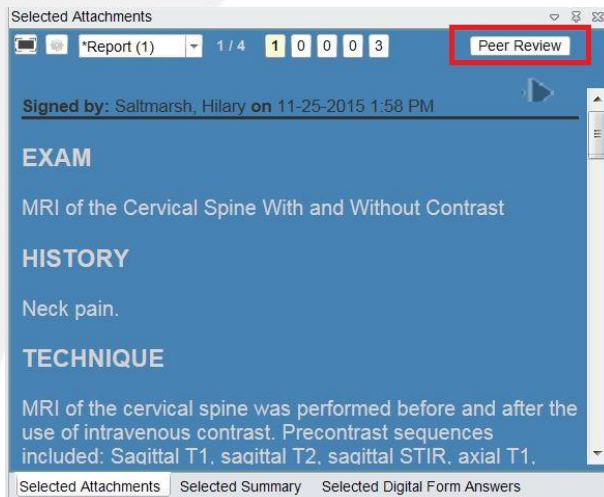 Selected Attachments
*Report (1) 1 / 4 1 0 0 0 3 Peer Review
Signed by: Saltmarsh, Hilary on 11-25-2015 1:58 PM
EXAM
MRI of the Cervical Spine With and Without Contrast
HISTORY
Neck pain.
TECHNIQUE
MRI of the cervical spine was performed before and after the
use of intravenous contrast. Precontrast sequences
included: Sagittal T1, sagittal T2, sagittal STIR, axial T1,
Selected Attachments Selected Summary Selected Digital Form Answers